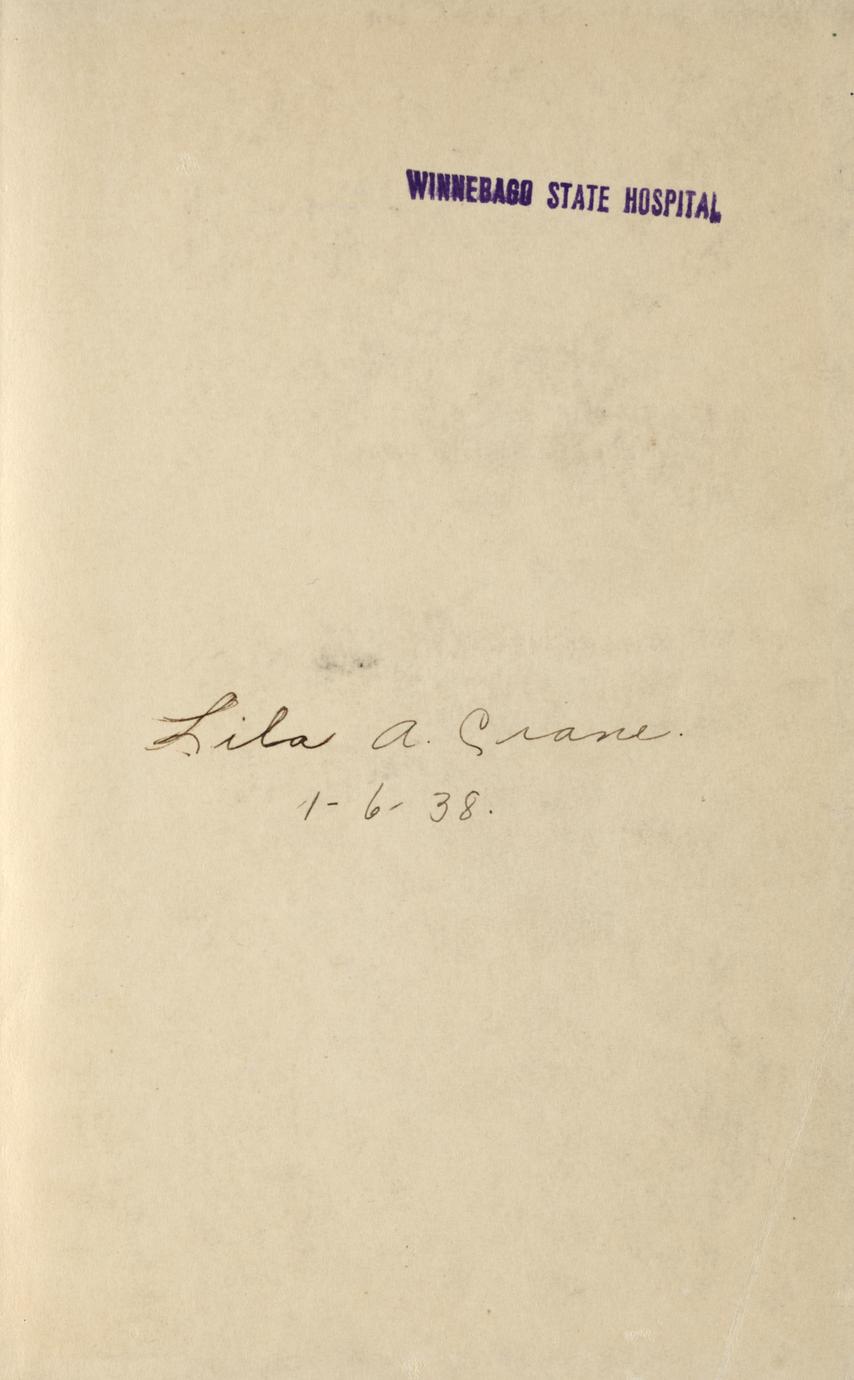 WINNEBAGO STATE HOSPITAL
Lila A. Crane.
1-6-38.